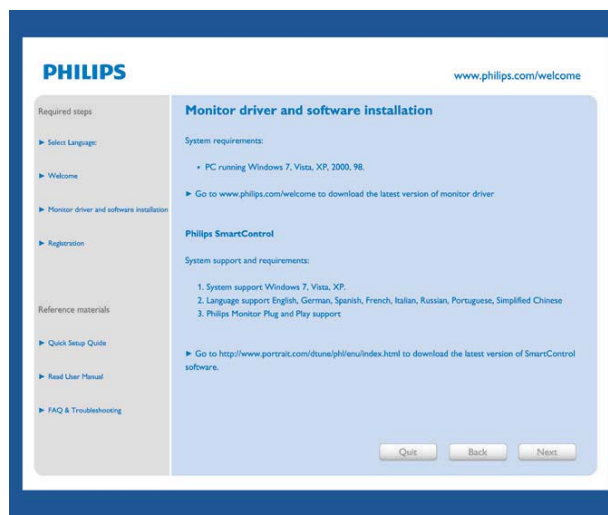 PHILIPS
www.philips.com/welcome
Required steps
► Select Language:
► Welcome
► Monitor driver and software installation
► Registration
Reference materials
► Quick Setup Quide
► Read User Manual
► FAQ & Troubleshooting
Monitor driver and software installation
System requirements:
• PC running Windows 7, Vista, XP, 2000, 98.
► Go to www.philips.com/welcome to download the latest version of monitor driver
Philips SmartControl
System support and requirements:
1. System support Windows 7, Vista, XP.
2. Language support English, German, Spanish, French, Italian, Russian, Portuguese, Simplified Chinese
3. Philips Monitor Plug and Play support
► Go to http://www.portrait.com/dtune/phl/enu/index.html to download the latest version of SmartControl
software.
Quit
Back
Next